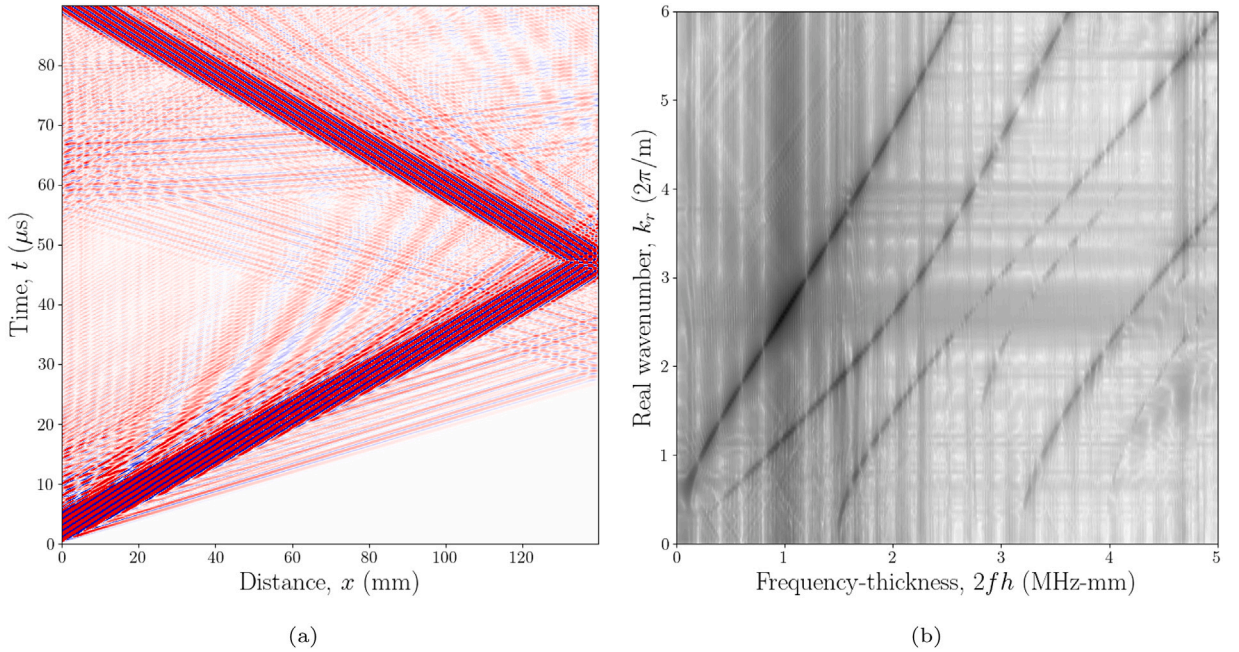 80
70
60
50
40
30
20
10
0
Time, t (μs)
0 20 40 60 80 100 120
Distance, x (mm)
(a)
6
5
4
3
2
1
0
Real wavenumber, k_r (2π/m)
0 1 2 3 4 5
Frequency-thickness, 2fh (MHz-mm)
(b)